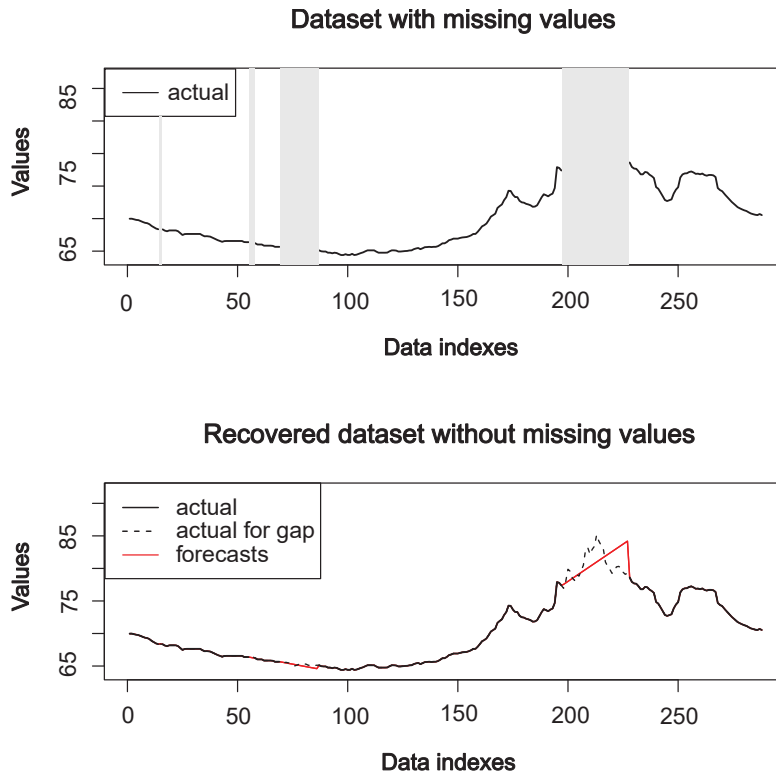 Dataset with missing values
actual
Values
85
75
65
0 50 100 150 200 250
Data indexes
Recovered dataset without missing values
actual
actual for gap
forecasts
Values
85
75
65
0 50 100 150 200 250
Data indexes